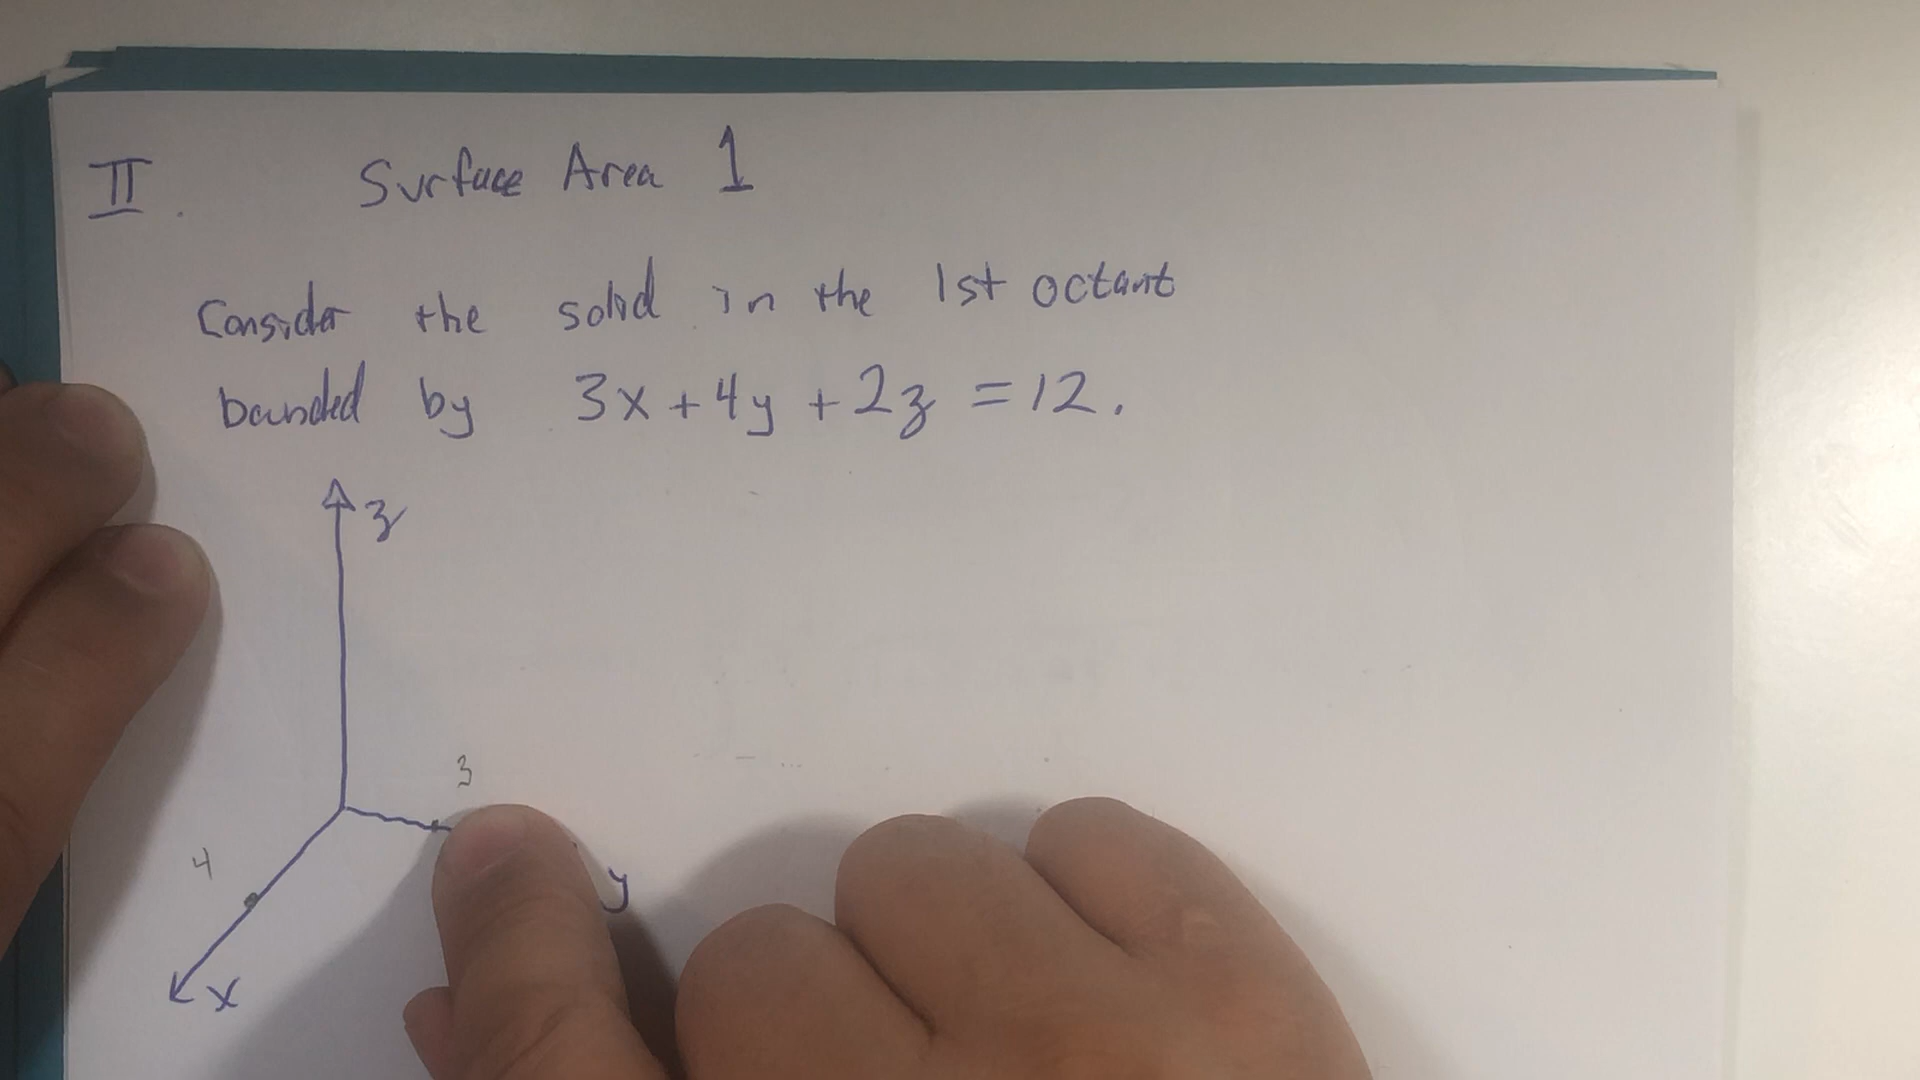 II. Surface Area 1
Consider the solid in the 1st octant
bounded by 3x + 4y + 2z = 12.
z
3
4
y
x